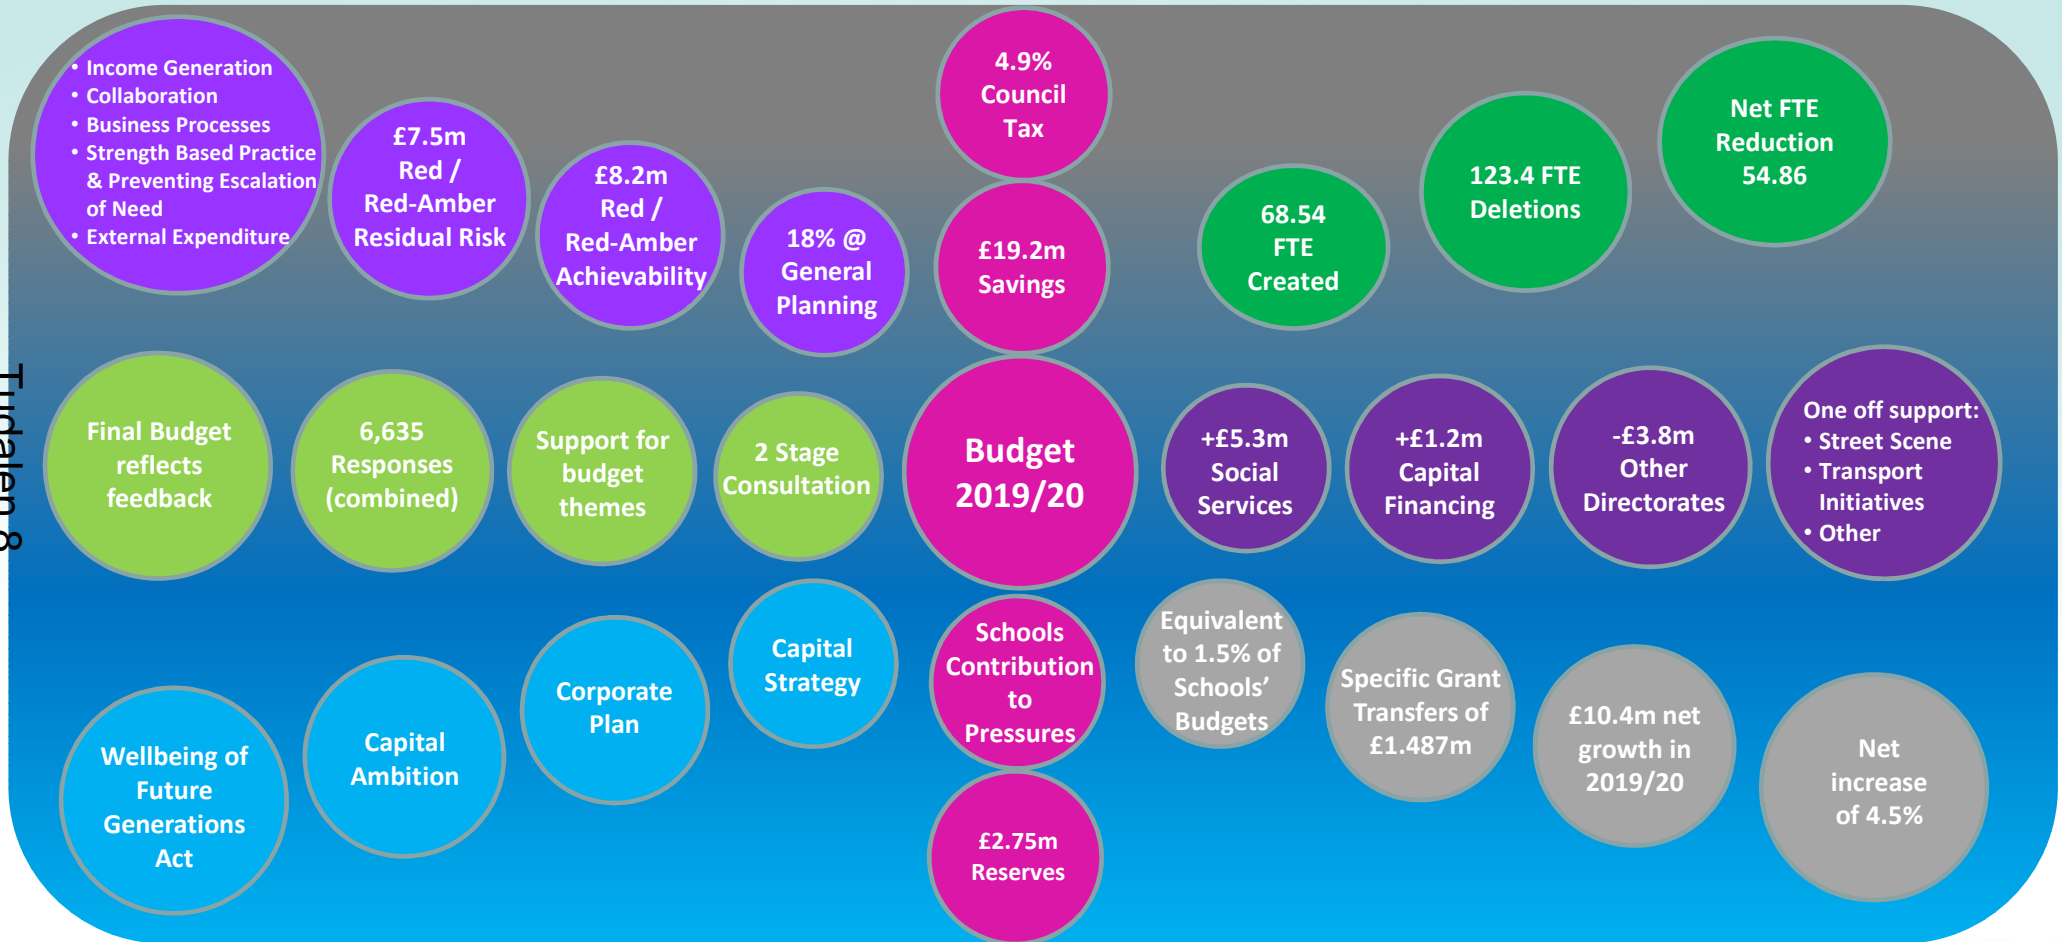 • Income Generation
• Collaboration
• Business Processes
• Strength Based Practice
& Preventing Escalation
of Need
• External Expenditure
£7.5m
Red /
Red-Amber
Residual Risk
£8.2m
Red /
Red-Amber
Achievability
18% @
General
Planning
4.9%
Council
Tax
£19.2m
Savings
68.54
FTE
Created
123.4 FTE
Deletions
Net FTE
Reduction
54.86
Tudalen 8
Final Budget
reflects
feedback
6,635
Responses
(combined)
Support for
budget
themes
2 Stage
Consultation
Budget
2019/20
+£5.3m
Social
Services
+£1.2m
Capital
Financing
-£3.8m
Other
Directorates
One off support:
• Street Scene
• Transport
Initiatives
• Other
Wellbeing of
Future
Generations
Act
Capital
Ambition
Corporate
Plan
Capital
Strategy
Schools
Contribution
to
Pressures
£2.75m
Reserves
Equivalent
to 1.5% of
Schools’
Budgets
Specific Grant
Transfers of
£1.487m
£10.4m net
growth in
2019/20
Net
increase
of 4.5%